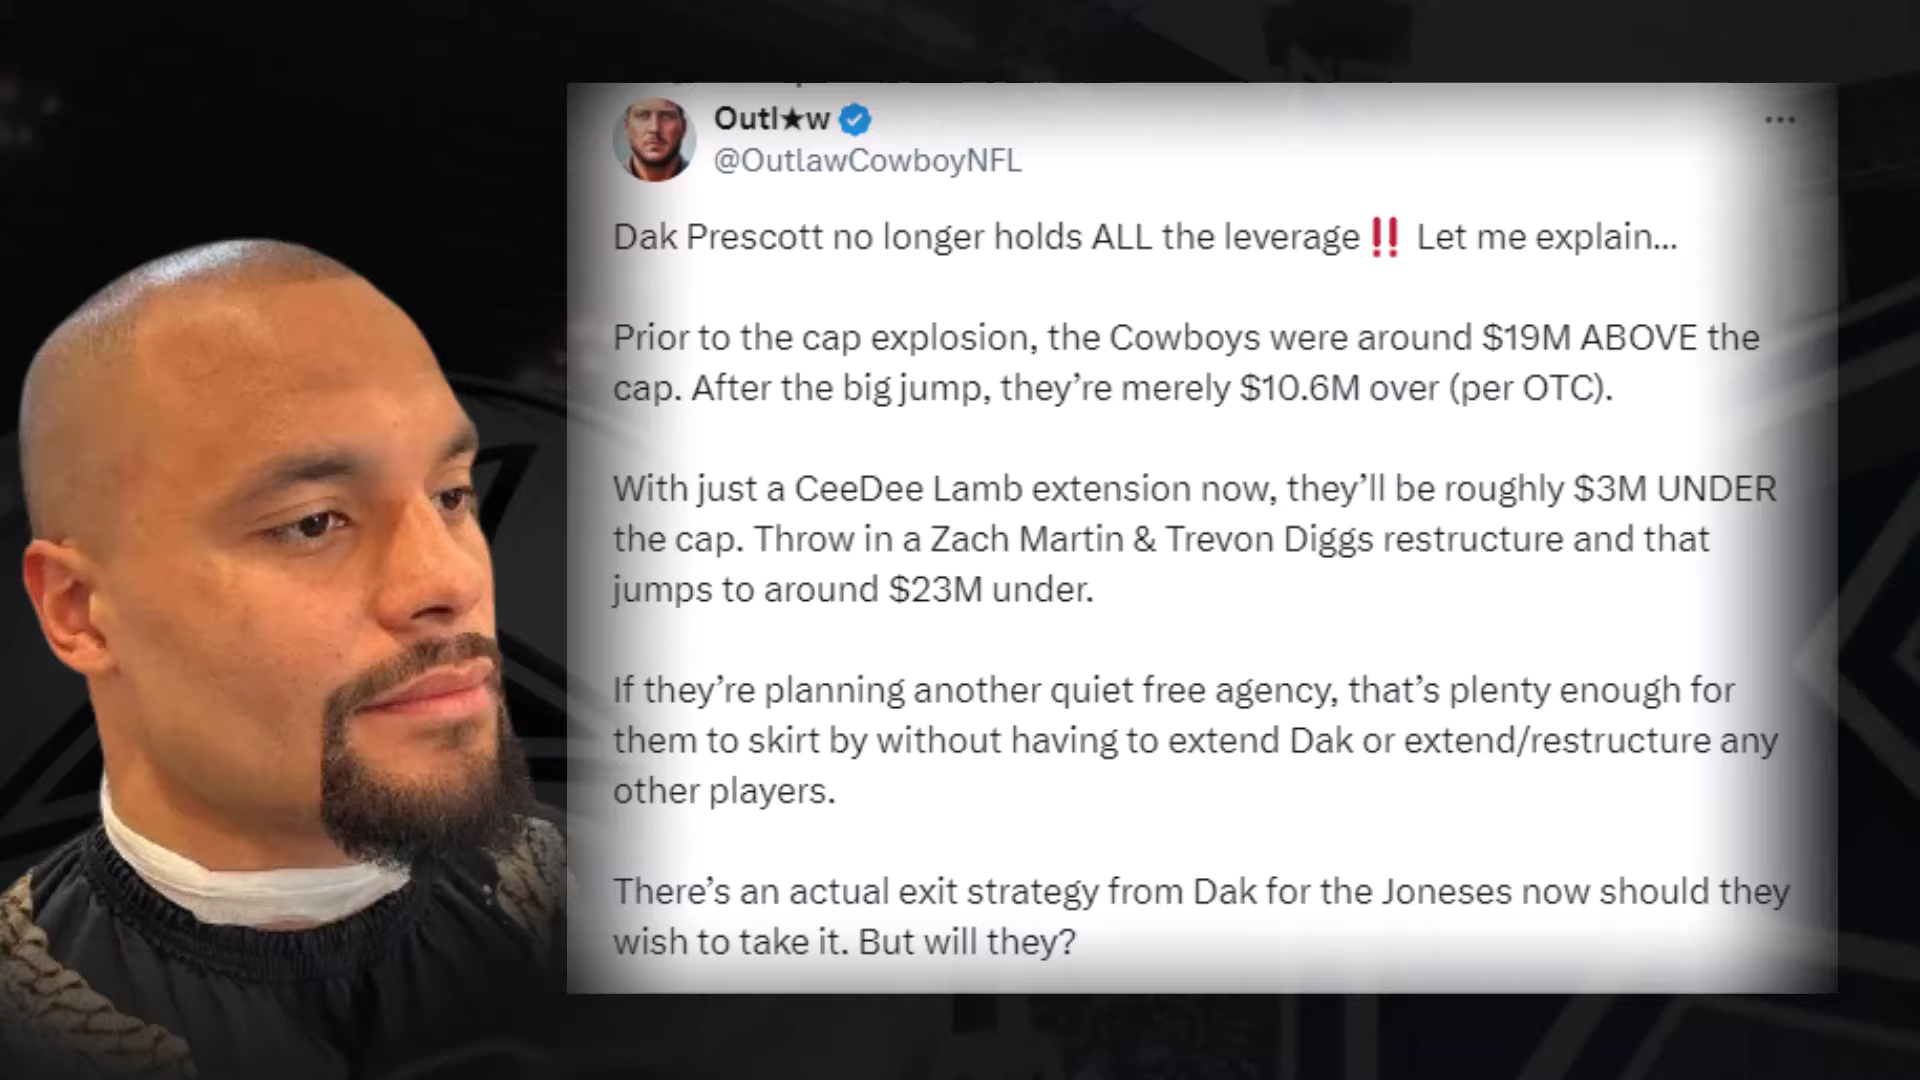 Outl★w
@OutlawCowboyNFL
Dak Prescott no longer holds ALL the leverage‼️ Let me explain...
Prior to the cap explosion, the Cowboys were around $19M ABOVE the
cap. After the big jump, they’re merely $10.6M over (per OTC).
With just a CeeDee Lamb extension now, they’ll be roughly $3M UNDER
the cap. Throw in a Zach Martin & Trevon Diggs restructure and that
jumps to around $23M under.
If they’re planning another quiet free agency, that’s plenty enough for
them to skirt by without having to extend Dak or extend/restructure any
other players.
There’s an actual exit strategy from Dak for the Joneses now should they
wish to take it. But will they?